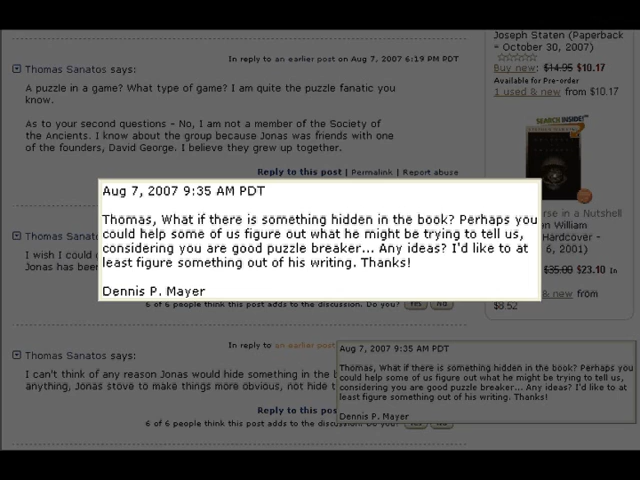 Joseph Staten (Paperback
– October 30, 2007)
Buy new: $14.95 $10.17
Available for Pre-order
1 used & new from $10.17
In reply to an earlier post on Aug 7, 2007 6:19 PM PDT
Thomas Sanatos says:
A puzzle in a game? What type of game? I am quite the puzzle fanatic you
know.
As to your second questions - No, I am not a member of the Society of
the Ancients. I know about the group because Jonas was friends with one
of the founders, David George. I believe they grew up together.
Reply to this post | Permalink | Report abuse
SEARCH INSIDE!™
Aug 7, 2007 9:35 AM PDT
Thomas, What if there is something hidden in the book? Perhaps you
could help some of us figure out what he might be trying to tell us,
considering you are good puzzle breaker... Any ideas? I'd like to at
least figure something out of his writing. Thanks!
Dennis P. Mayer
Thomas Sanatos
I wish I could
Jonas has been
6 of 6 people think this post adds to the discussion. Do you? Yes No
in a Nutshell
William
Hardcover -
6, 2001)
$35.00 $23.10 In
& new from
$8.52
In reply to an earlier post
Thomas Sanatos says:
I can't think of any reason Jonas would hide something in the
anything, Jonas stove to make things more obvious, not hide
Reply to this post
6 of 6 people think this post adds to the discussion. Do you? Yes No
Aug 7, 2007 9:35 AM PDT
Thomas, What if there is something hidden in the book? Perhaps you
could help some of us figure out what he might be trying to tell us,
considering you are good puzzle breaker... Any ideas? I'd like to at
least figure something out of his writing. Thanks!
Dennis P. Mayer